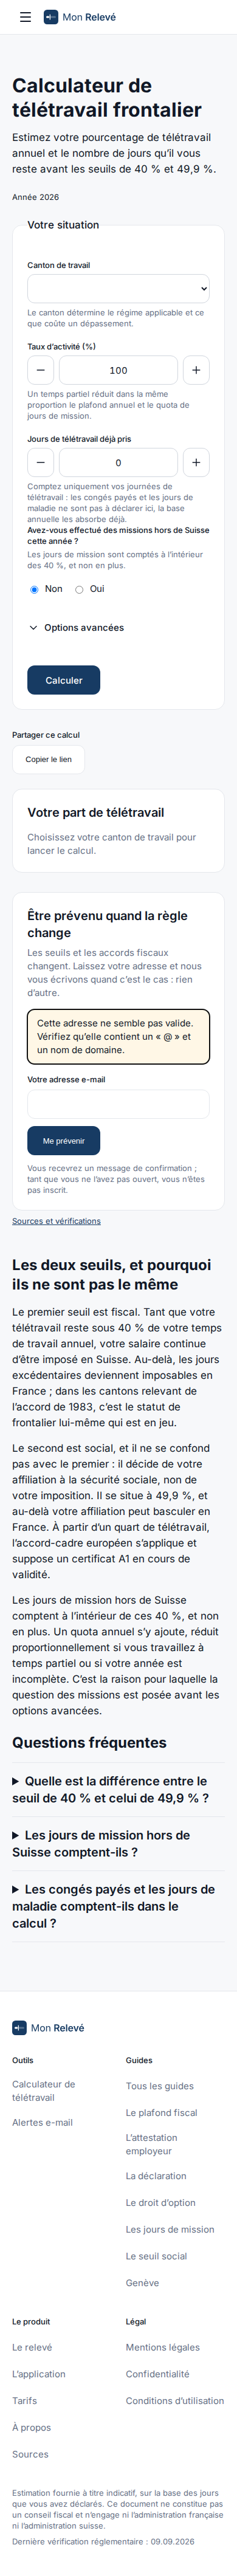 Mon Relevé
Calculateur de
télétravail frontalier
Estimez votre pourcentage de télétravail
annuel et le nombre de jours qu’il vous
reste avant les seuils de 40 % et 49,9 %.
Année 2026
Votre situation
Canton de travail
Le canton détermine le régime applicable et ce
que coûte un dépassement.
Taux d’activité (%)
100
Un temps partiel réduit dans la même
proportion le plafond annuel et le quota de
jours de mission.
Jours de télétravail déjà pris
0
Comptez uniquement vos journées de
télétravail : les congés payés et les jours de
maladie ne sont pas à déclarer ici, la base
annuelle les absorbe déjà.
Avez-vous effectué des missions hors de Suisse
cette année ?
Les jours de mission sont comptés à l’intérieur
des 40 %, et non en plus.
Non
Oui
Options avancées
Calculer
Partager ce calcul
Copier le lien
Votre part de télétravail
Choisissez votre canton de travail pour
lancer le calcul.
Être prévenu quand la règle
change
Les seuils et les accords fiscaux
changent. Laissez votre adresse et nous
vous écrivons quand c’est le cas : rien
d’autre.
Cette adresse ne semble pas valide.
Vérifiez qu’elle contient un « @ » et
un nom de domaine.
Votre adresse e-mail
Me prévenir
Vous recevrez un message de confirmation ;
tant que vous ne l’avez pas ouvert, vous n’êtes
pas inscrit.
Sources et vérifications
Les deux seuils, et pourquoi
ils ne sont pas le même
Le premier seuil est fiscal. Tant que votre
télétravail reste sous 40 % de votre temps
de travail annuel, votre salaire continue
d’être imposé en Suisse. Au-delà, les jours
excédentaires deviennent imposables en
France ; dans les cantons relevant de
l’accord de 1983, c’est le statut de
frontalier lui-même qui est en jeu.
Le second est social, et il ne se confond
pas avec le premier : il décide de votre
affiliation à la sécurité sociale, non de
votre imposition. Il se situe à 49,9 %, et
au-delà votre affiliation peut basculer en
France. À partir d’un quart de télétravail,
l’accord-cadre européen s’applique et
suppose un certificat A1 en cours de
validité.
Les jours de mission hors de Suisse
comptent à l’intérieur de ces 40 %, et non
en plus. Un quota annuel s’y ajoute, réduit
proportionnellement si vous travaillez à
temps partiel ou si votre année est
incomplète. C’est la raison pour laquelle la
question des missions est posée avant les
options avancées.
Questions fréquentes
Quelle est la différence entre le
seuil de 40 % et celui de 49,9 % ?
Les jours de mission hors de
Suisse comptent-ils ?
Les congés payés et les jours de
maladie comptent-ils dans le
calcul ?
Mon Relevé
Outils
Calculateur de
télétravail
Alertes e-mail
Guides
Tous les guides
Le plafond fiscal
L’attestation
employeur
La déclaration
Le droit d’option
Les jours de mission
Le seuil social
Genève
Le produit
Le relevé
L’application
Tarifs
À propos
Sources
Légal
Mentions légales
Confidentialité
Conditions d’utilisation
Estimation fournie à titre indicatif, sur la base des jours
que vous avez déclarés. Ce document ne constitue pas
un conseil fiscal et n’engage ni l’administration française
ni l’administration suisse.
Dernière vérification réglementaire : 09.09.2026